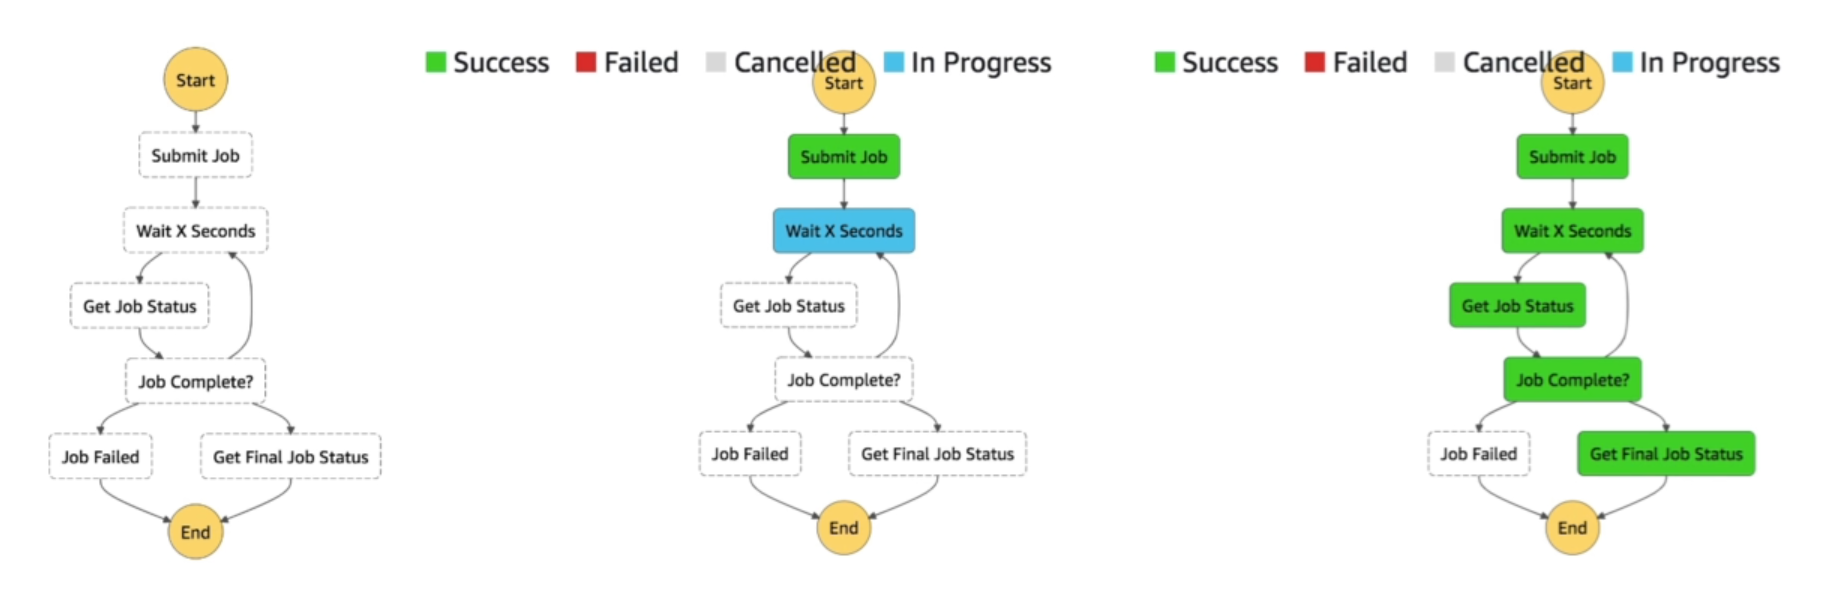 Start
Submit Job
Wait X Seconds
Get Job Status
Job Complete?
Job Failed
Get Final Job Status
End
Success
Failed
Cancelled
In Progress
Start
Submit Job
Wait X Seconds
Get Job Status
Job Complete?
Job Failed
Get Final Job Status
End
Success
Failed
Cancelled
In Progress
Start
Submit Job
Wait X Seconds
Get Job Status
Job Complete?
Job Failed
Get Final Job Status
End